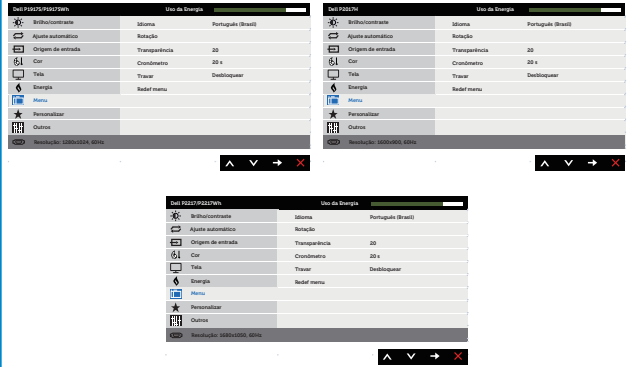 Dell P1917S/P1917SWh Uso da Energia
Brilho/contraste Idioma Português (Brasil)
Ajuste automático Rotação
Origem de entrada Transparência 20
Cor Cronômetro 20 s
Tela Travar Desbloquear
Energia Redef menu
Menu
Personalizar
Outros
Resolução: 1280x1024, 60Hz
Dell P2017H Uso da Energia
Brilho/contraste Idioma Português (Brasil)
Ajuste automático Rotação
Origem de entrada Transparência 20
Cor Cronômetro 20 s
Tela Travar Desbloquear
Energia Redef menu
Menu
Personalizar
Outros
Resolução: 1600x900, 60Hz
Dell P2217/P2217Wh Uso da Energia
Brilho/contraste Idioma Português (Brasil)
Ajuste automático Rotação
Origem de entrada Transparência 20
Cor Cronômetro 20 s
Tela Travar Desbloquear
Energia Redef menu
Menu
Personalizar
Outros
Resolução: 1680x1050, 60Hz